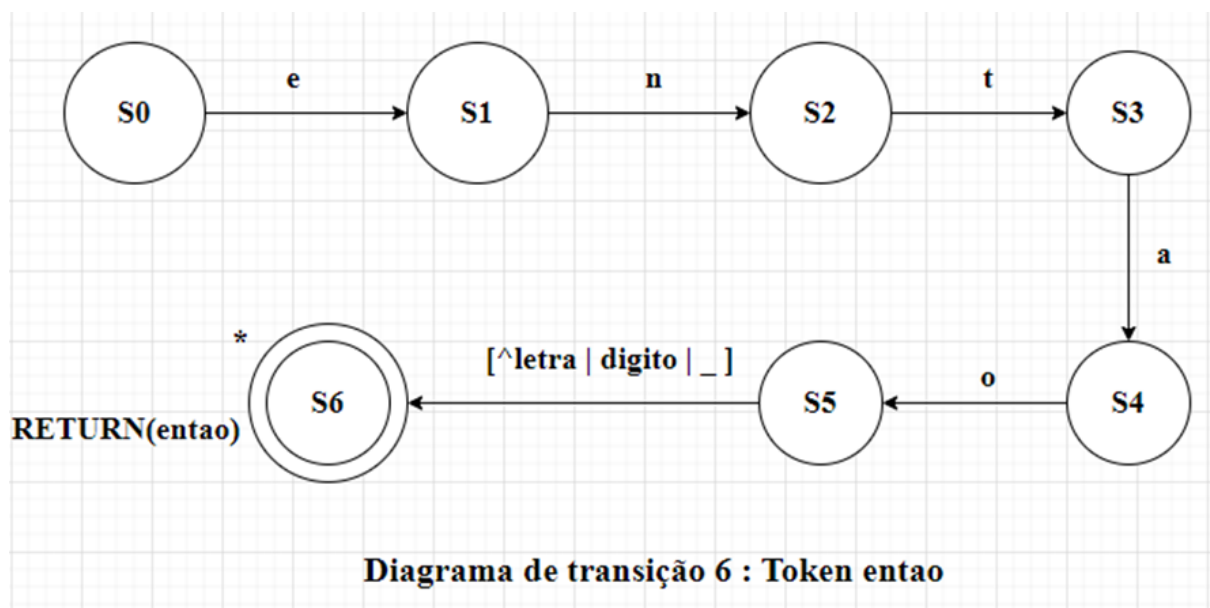 e n t
S0 S1 S2 S3
a
* [^letra | digito | _ ] o
S6 S5 S4
RETURN(entao)
Diagrama de transição 6 : Token entao